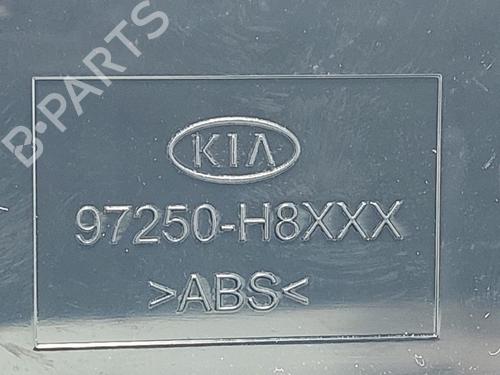 B-PARTS
KIA
97250-H8XXX
>ABS<